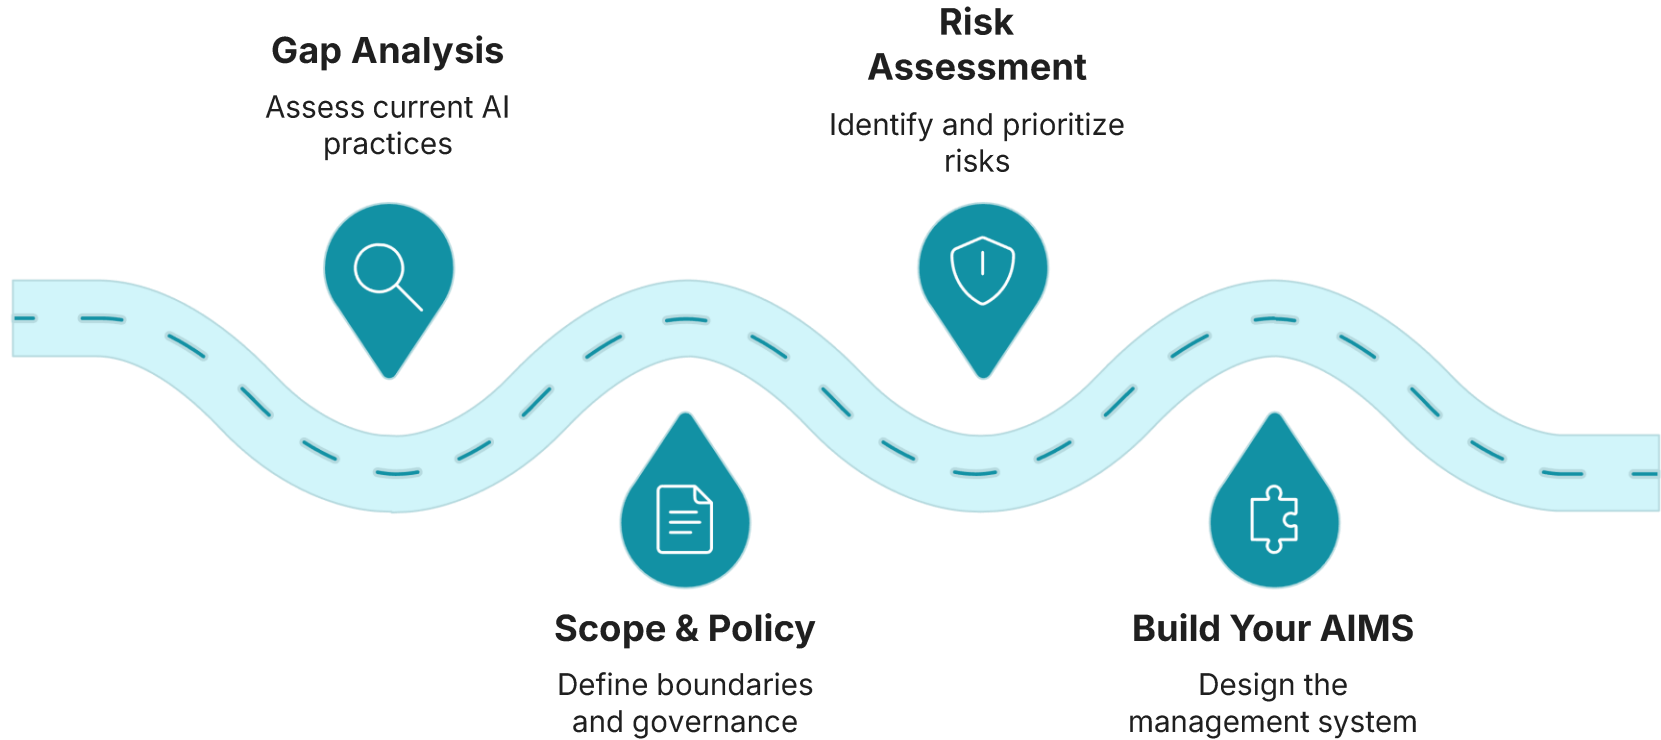 Gap Analysis
Assess current AI
practices
Scope & Policy
Define boundaries
and governance
Risk
Assessment
Identify and prioritize
risks
Build Your AIMS
Design the
management system